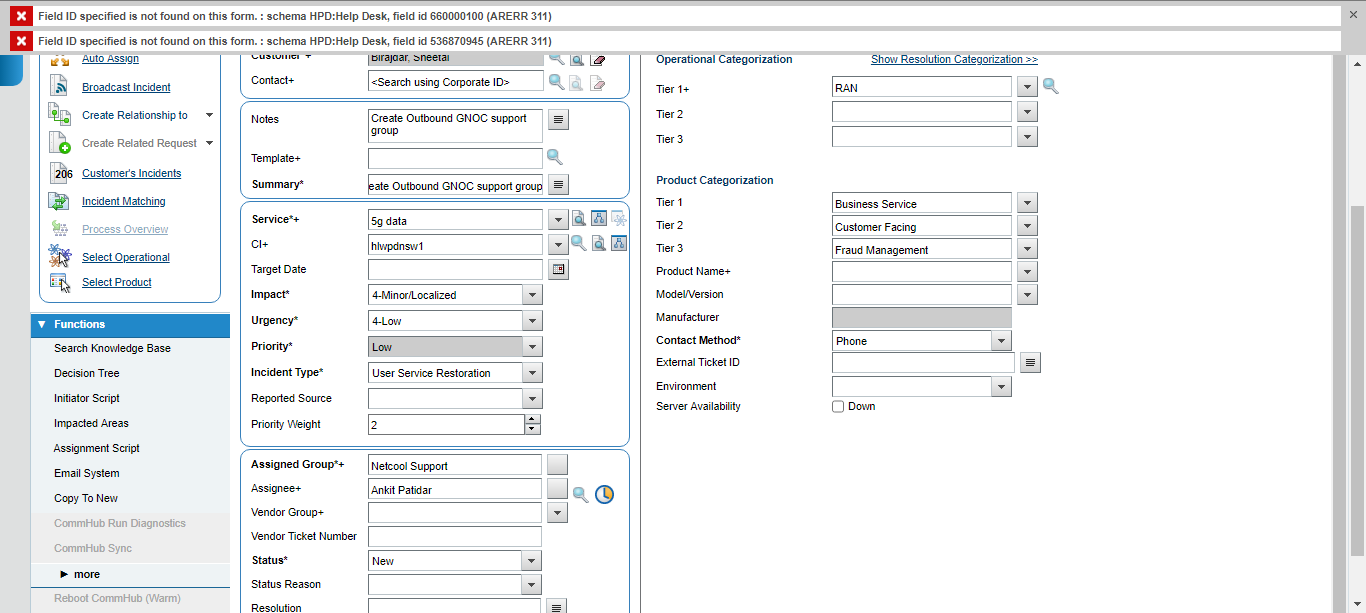 Field ID specified is not found on this form. : schema HPD:Help Desk, field id 660000100 (ARERR 311)
Field ID specified is not found on this form. : schema HPD:Help Desk, field id 536870945 (ARERR 311)
Auto Assign
Broadcast Incident
Create Relationship to
Create Related Request
206 Customer's Incidents
Incident Matching
Process Overview
Select Operational
Select Product
Functions
Search Knowledge Base
Decision Tree
Initiator Script
Impacted Areas
Assignment Script
Email System
Copy To New
CommHub Run Diagnostics
CommHub Sync
more
Reboot CommHub (Warm)
Customer*+ Birajdar, Sheetal
Contact+ <Search using Corporate ID>
Notes Create Outbound GNOC support
group
Template+
Summary* eate Outbound GNOC support group
Service*+ 5g data
CI+ hlwpdnsw1
Target Date
Impact* 4-Minor/Localized
Urgency* 4-Low
Priority* Low
Incident Type* User Service Restoration
Reported Source
Priority Weight 2
Assigned Group*+ Netcool Support
Assignee+ Ankit Patidar
Vendor Group+
Vendor Ticket Number
Status* New
Status Reason
Resolution
Operational Categorization Show Resolution Categorization >>
Tier 1+ RAN
Tier 2
Tier 3
Product Categorization
Tier 1 Business Service
Tier 2 Customer Facing
Tier 3 Fraud Management
Product Name+
Model/Version
Manufacturer
Contact Method* Phone
External Ticket ID
Environment
Server Availability Down